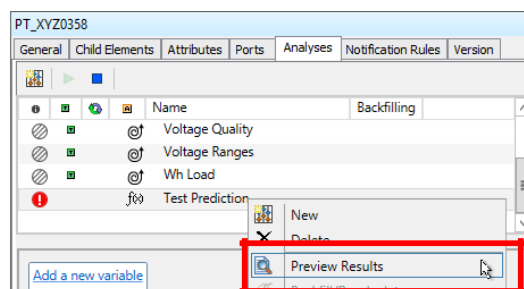 PT_XYZ0358
General Child Elements Attributes Ports Analyses Notification Rules Version
Name Backfilling
Voltage Quality
Voltage Ranges
Wh Load
f(x) Test Prediction
New
Delete
Preview Results
Add a new variable